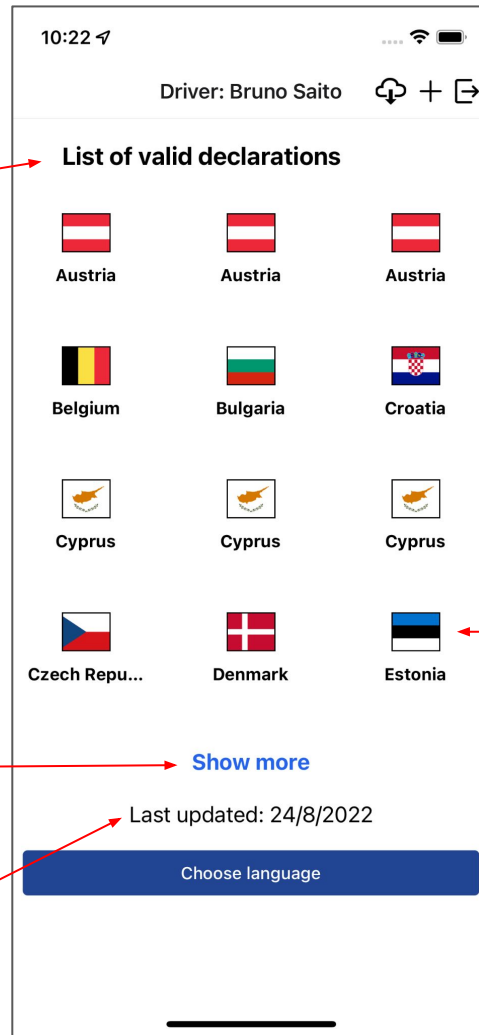 10:22
Driver: Bruno Saito
List of valid declarations
Austria Austria Austria
Belgium Bulgaria Croatia
Cyprus Cyprus Cyprus
Czech Repu... Denmark Estonia
Show more
Last updated: 24/8/2022
Choose language